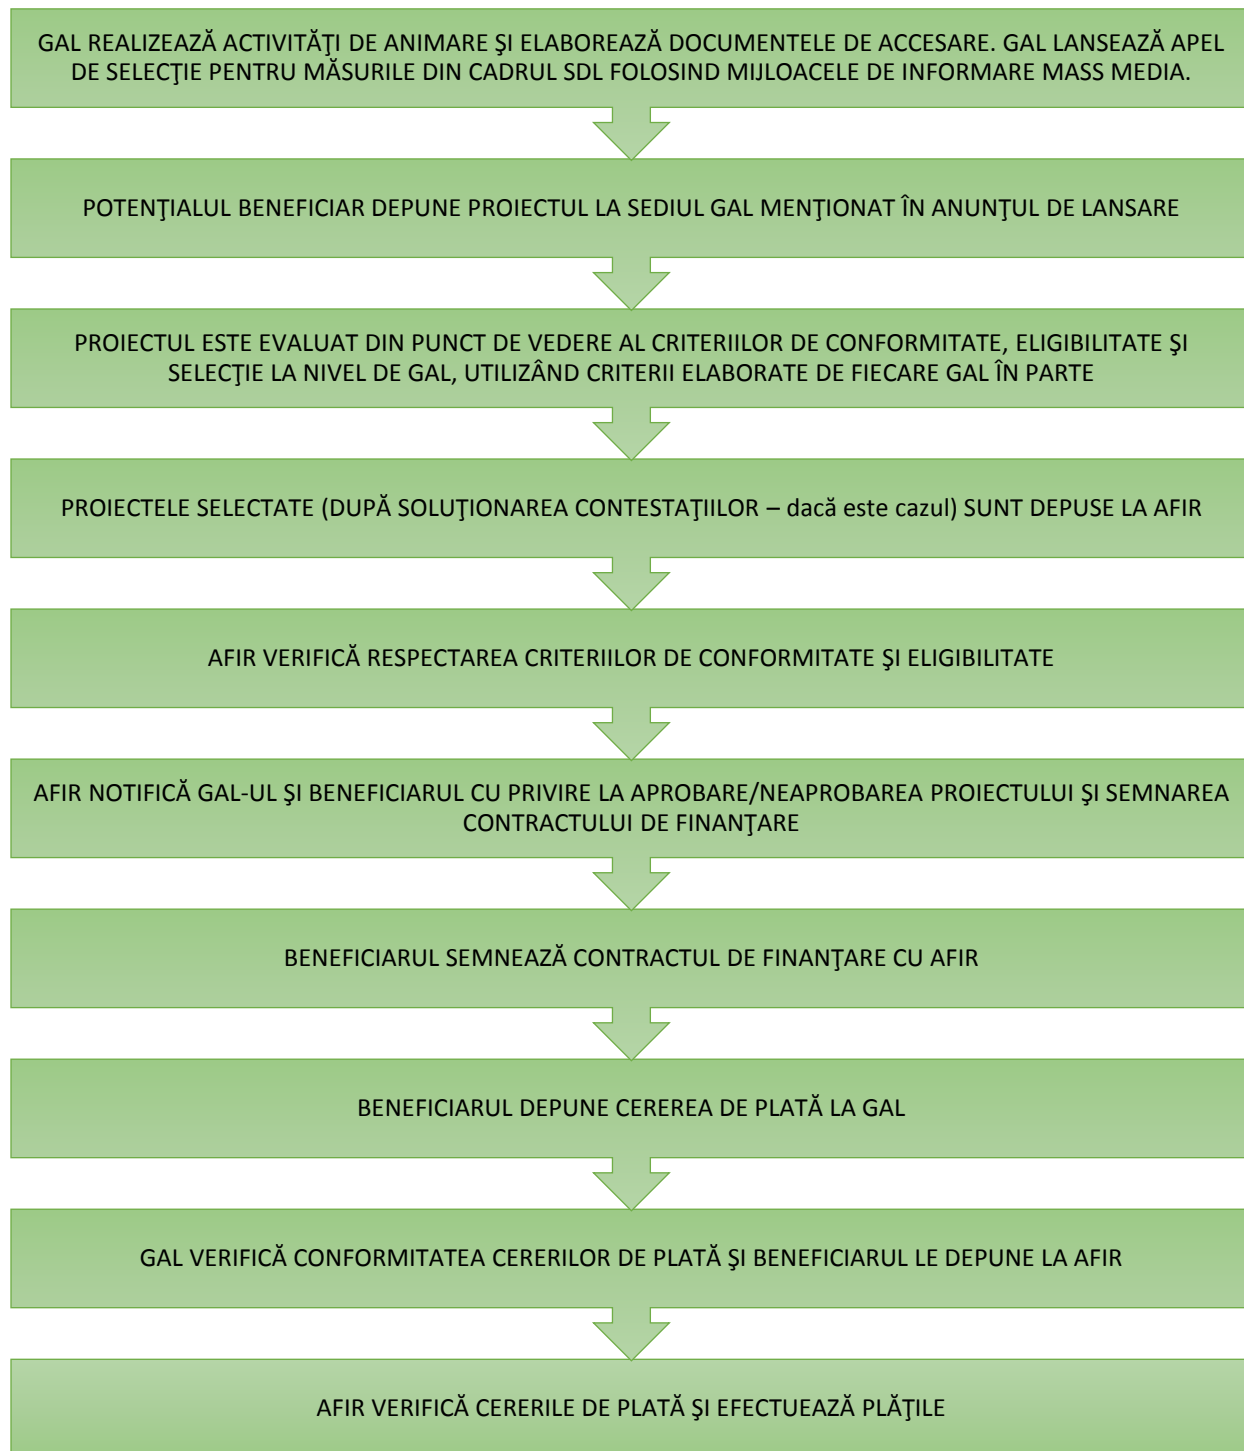 GAL REALIZEAZĂ ACTIVITĂŢI DE ANIMARE ŞI ELABOREAZĂ DOCUMENTELE DE ACCESARE. GAL LANSEAZĂ APEL
DE SELECŢIE PENTRU MĂSURILE DIN CADRUL SDL FOLOSIND MIJLOACELE DE INFORMARE MASS MEDIA.
POTENŢIALUL BENEFICIAR DEPUNE PROIECTUL LA SEDIUL GAL MENŢIONAT ÎN ANUNŢUL DE LANSARE
PROIECTUL ESTE EVALUAT DIN PUNCT DE VEDERE AL CRITERIILOR DE CONFORMITATE, ELIGIBILITATE ŞI
SELECŢIE LA NIVEL DE GAL, UTILIZÂND CRITERII ELABORATE DE FIECARE GAL ÎN PARTE
PROIECTELE SELECTATE (DUPĂ SOLUŢIONAREA CONTESTAŢIILOR – dacă este cazul) SUNT DEPUSE LA AFIR
AFIR VERIFICĂ RESPECTAREA CRITERIILOR DE CONFORMITATE ŞI ELIGIBILITATE
AFIR NOTIFICĂ GAL-UL ŞI BENEFICIARUL CU PRIVIRE LA APROBARE/NEAPROBAREA PROIECTULUI ŞI SEMNAREA
CONTRACTULUI DE FINANŢARE
BENEFICIARUL SEMNEAZĂ CONTRACTUL DE FINANŢARE CU AFIR
BENEFICIARUL DEPUNE CEREREA DE PLATĂ LA GAL
GAL VERIFICĂ CONFORMITATEA CERERILOR DE PLATĂ ŞI BENEFICIARUL LE DEPUNE LA AFIR
AFIR VERIFICĂ CERERILE DE PLATĂ ŞI EFECTUEAZĂ PLĂŢILE